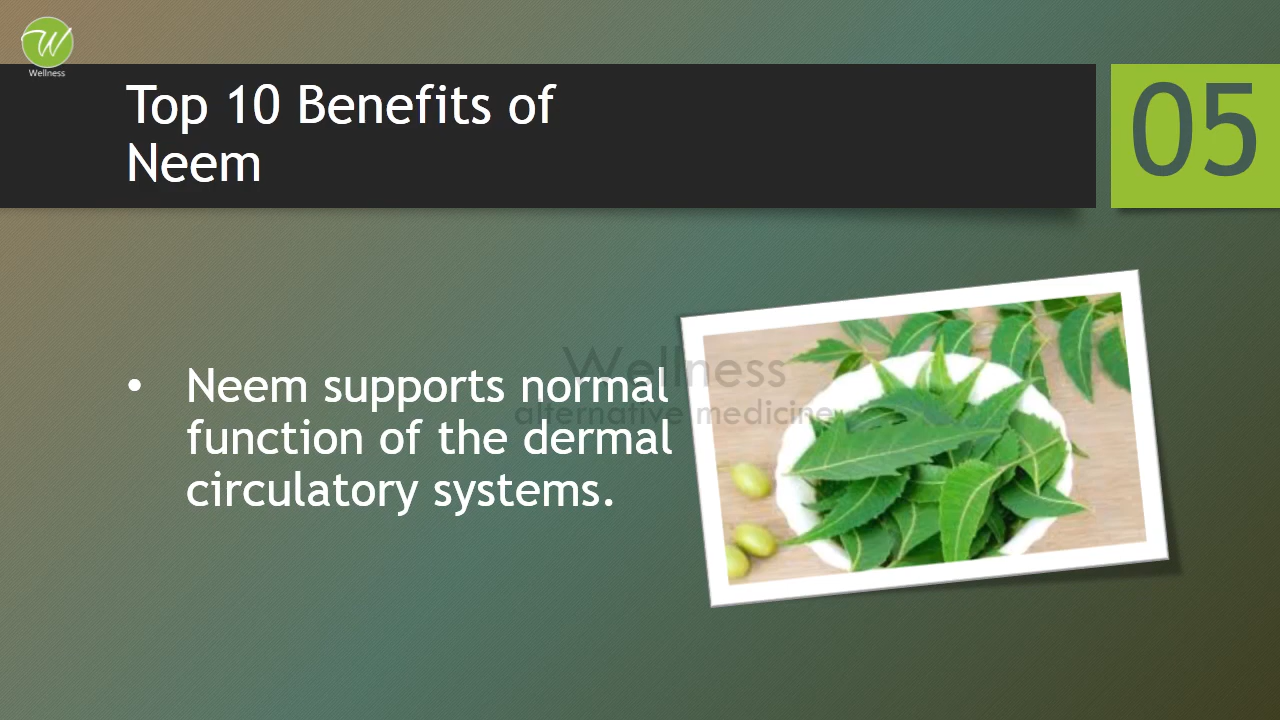 Wellness
Top 10 Benefits of
Neem
05
• Neem supports normal
function of the dermal
circulatory systems.
Wellness
alternative medicine